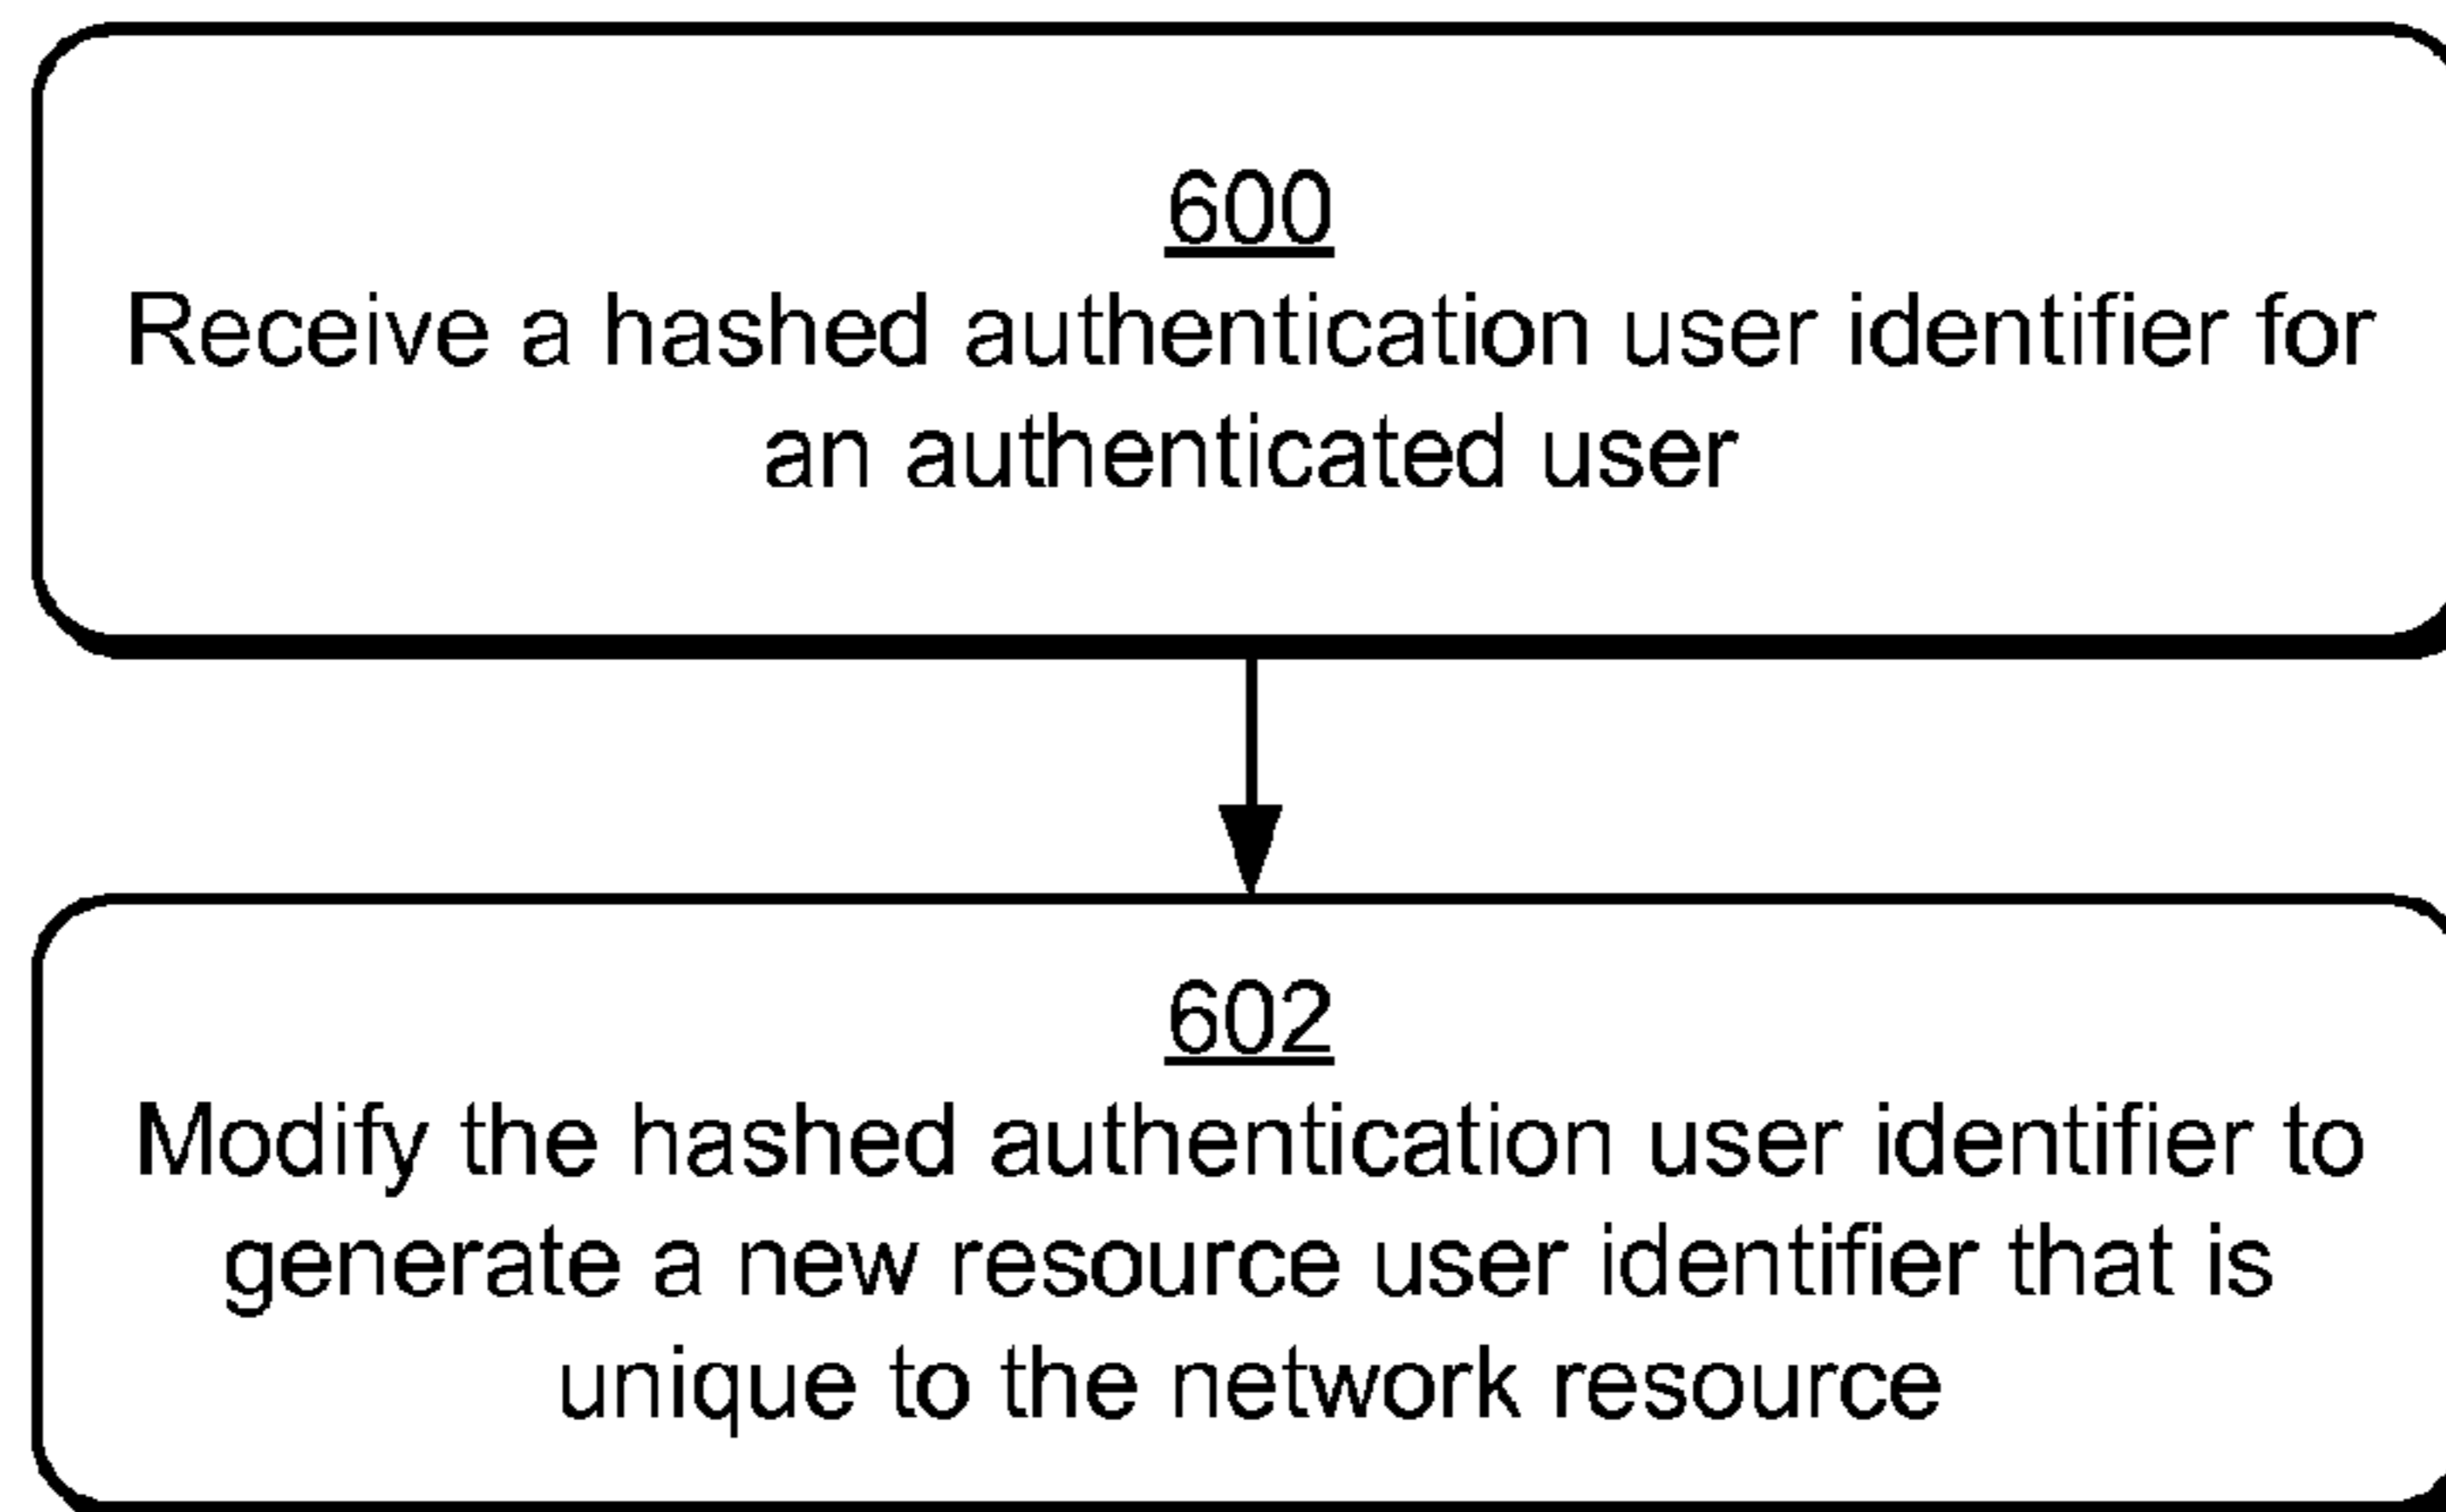 600
Receive a hashed authentication user identifier for
an authenticated user
602
Modify the hashed authentication user identifier to
generate a new resource user identifier that is
unique to the network resource